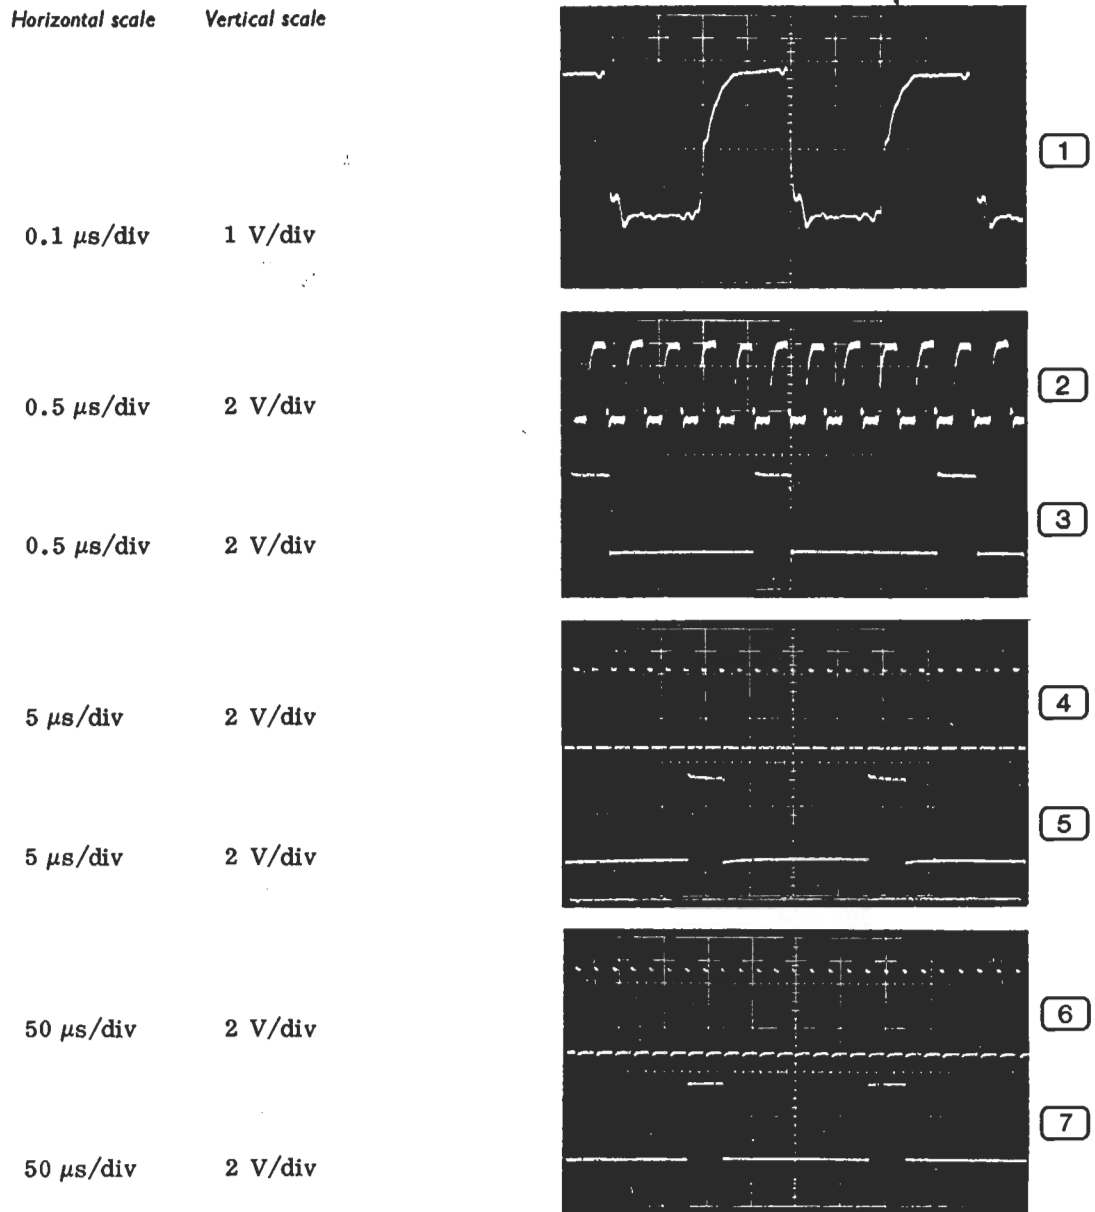 Horizontal scale Vertical scale
1
0.1 μs/div 1 V/div
2
0.5 μs/div 2 V/div
3
0.5 μs/div 2 V/div
4
5 μs/div 2 V/div
5
5 μs/div 2 V/div
6
50 μs/div 2 V/div
7
50 μs/div 2 V/div